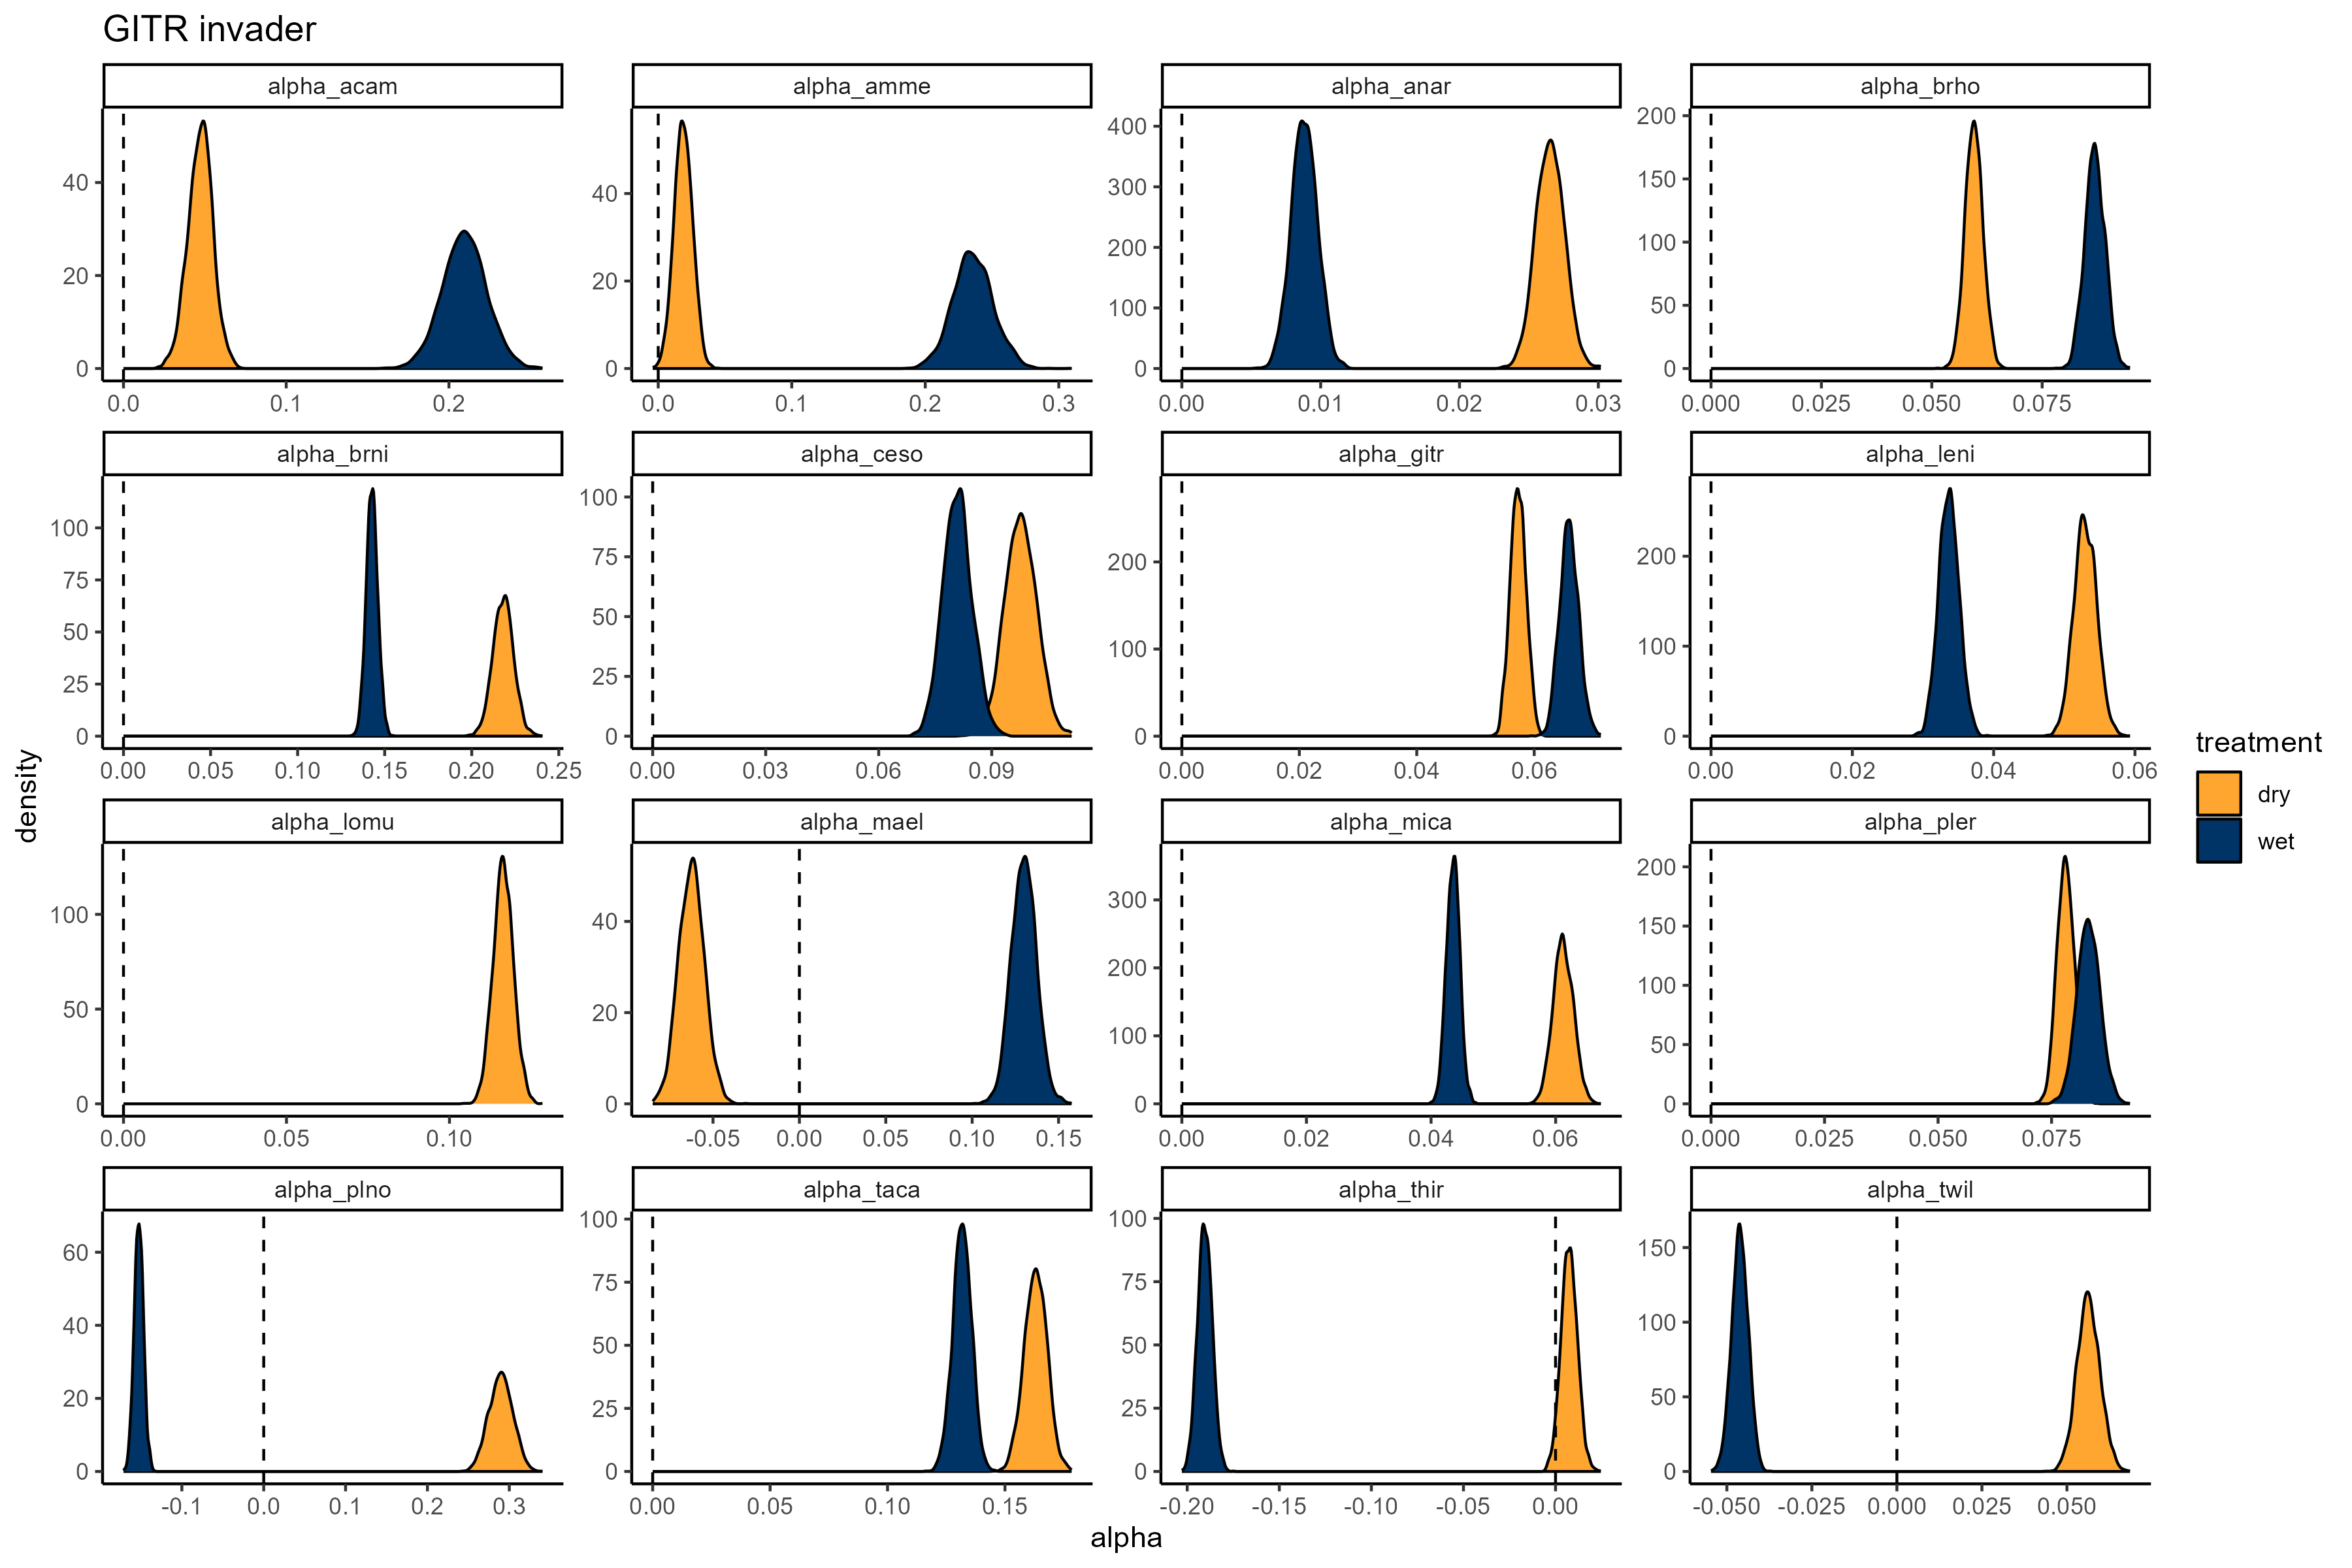 GITR invader
alpha_acam alpha_amme alpha_anar alpha_brho
40 20 0 40 20 0 400 300 200 100 0 200 150 100 50 0
0.0 0.1 0.2 0.0 0.1 0.2 0.3 0.00 0.01 0.02 0.03 0.000 0.025 0.050 0.075
alpha_brni alpha_ceso alpha_gitr alpha_leni
100 75 50 25 0 100 75 50 25 0 200 100 0 200 100 0
0.00 0.05 0.10 0.15 0.20 0.25 0.00 0.03 0.06 0.09 0.00 0.02 0.04 0.06 0.00 0.02 0.04 0.06
alpha_lomu alpha_mael alpha_mica alpha_pler
100 50 0 40 20 0 300 200 100 0 200 150 100 50 0
0.00 0.05 0.10 -0.05 0.00 0.05 0.10 0.15 0.00 0.02 0.04 0.06 0.000 0.025 0.050 0.075
alpha_plno alpha_taca alpha_thir alpha_twil
60 40 20 0 100 75 50 25 0 100 75 50 25 0 150 100 50 0
-0.1 0.0 0.1 0.2 0.3 0.00 0.05 0.10 0.15 -0.20 -0.15 -0.10 -0.05 0.00 -0.050 -0.025 0.000 0.025 0.050
density
alpha
treatment
dry
wet